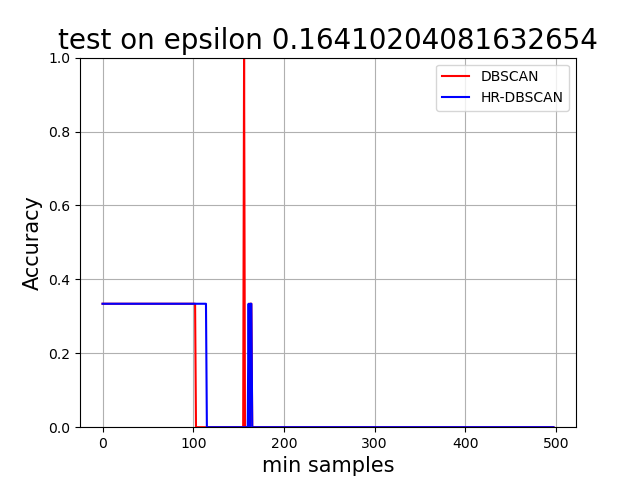 test on epsilon 0.16410204081632654
DBSCAN
HR-DBSCAN
Accuracy
1.0
0.8
0.6
0.4
0.2
0.0
0 100 200 300 400 500
min samples